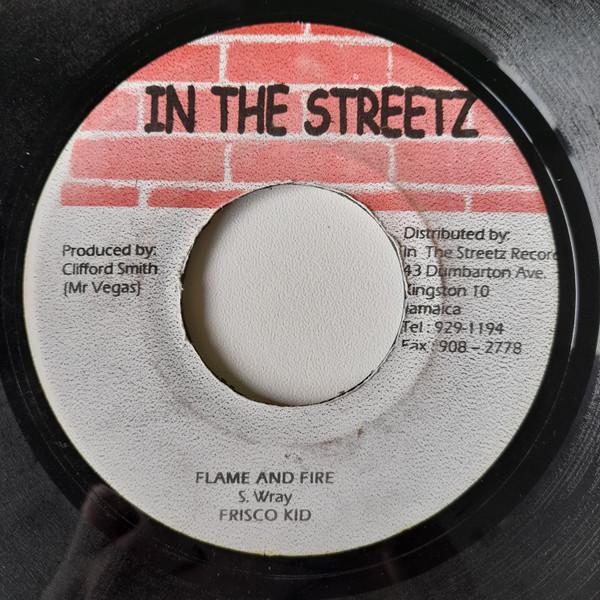 IN THE STREETZ
Produced by:
Clifford Smith
(Mr Vegas)
Distributed by:
In The Streetz Record
43 Dumbarton Ave.
Kingston 10
Jamaica
Tel : 929-1194
Fax : 908 - 2778
FLAME AND FIRE
S. Wray
FRISCO KID